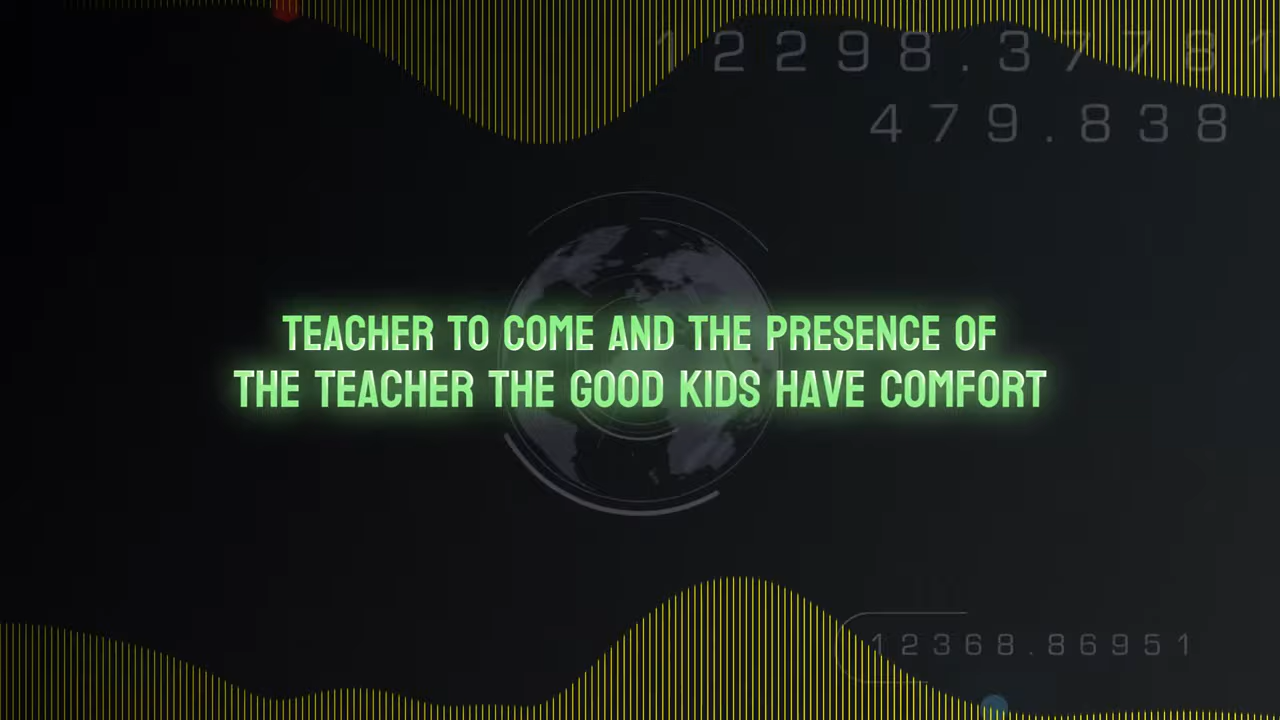 12298.37781
479.838
TEACHER TO COME AND THE PRESENCE OF
THE TEACHER THE GOOD KIDS HAVE COMFORT
12368.86951